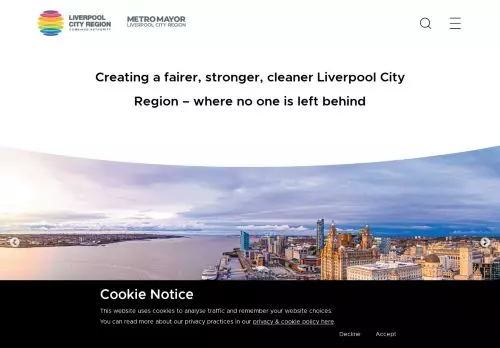 LIVERPOOL
CITY REGION
COMBINED AUTHORITY
METRO MAYOR
LIVERPOOL CITY REGION
Creating a fairer, stronger, cleaner Liverpool City
Region – where no one is left behind
Cookie Notice
This website uses cookies to analyse traffic and remember your website choices.
You can read more about our privacy practices in our privacy & cookie policy here.
Decline Accept